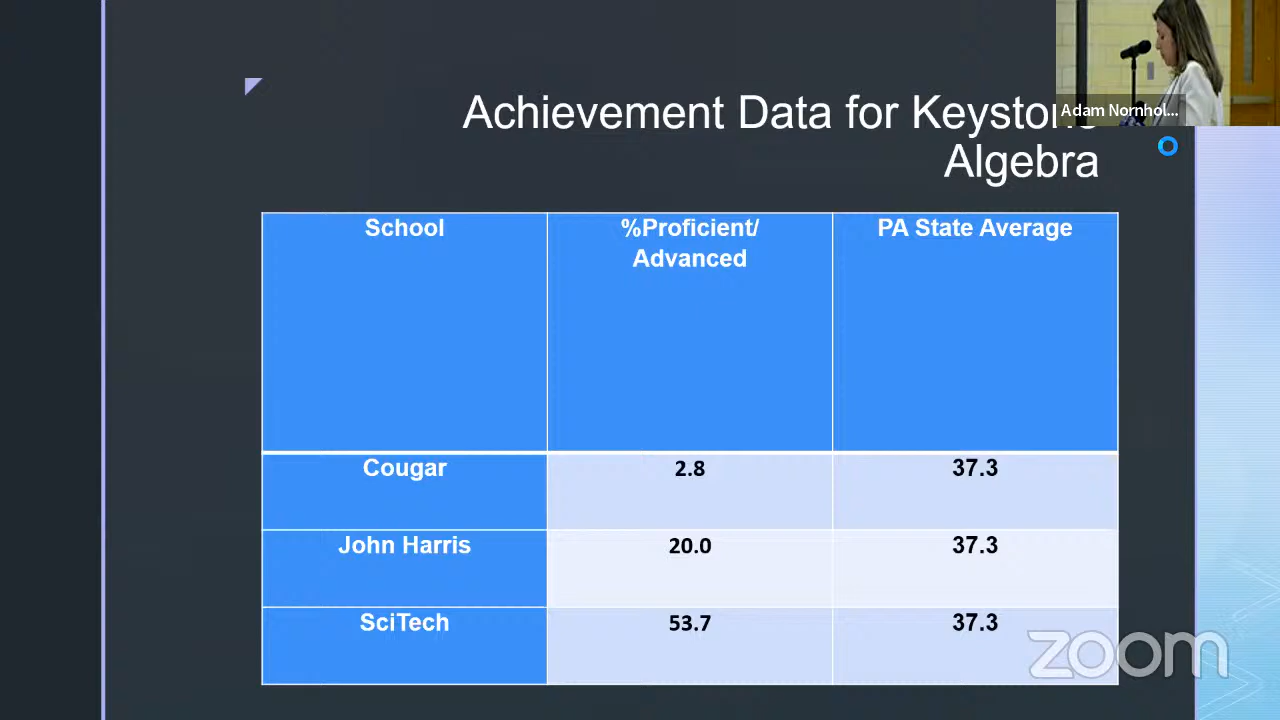 Achievement Data for Keystone
Algebra
Adam Nornhol...
School
%Proficient/
Advanced
PA State Average
Cougar
2.8
37.3
John Harris
20.0
37.3
SciTech
53.7
37.3
zoom